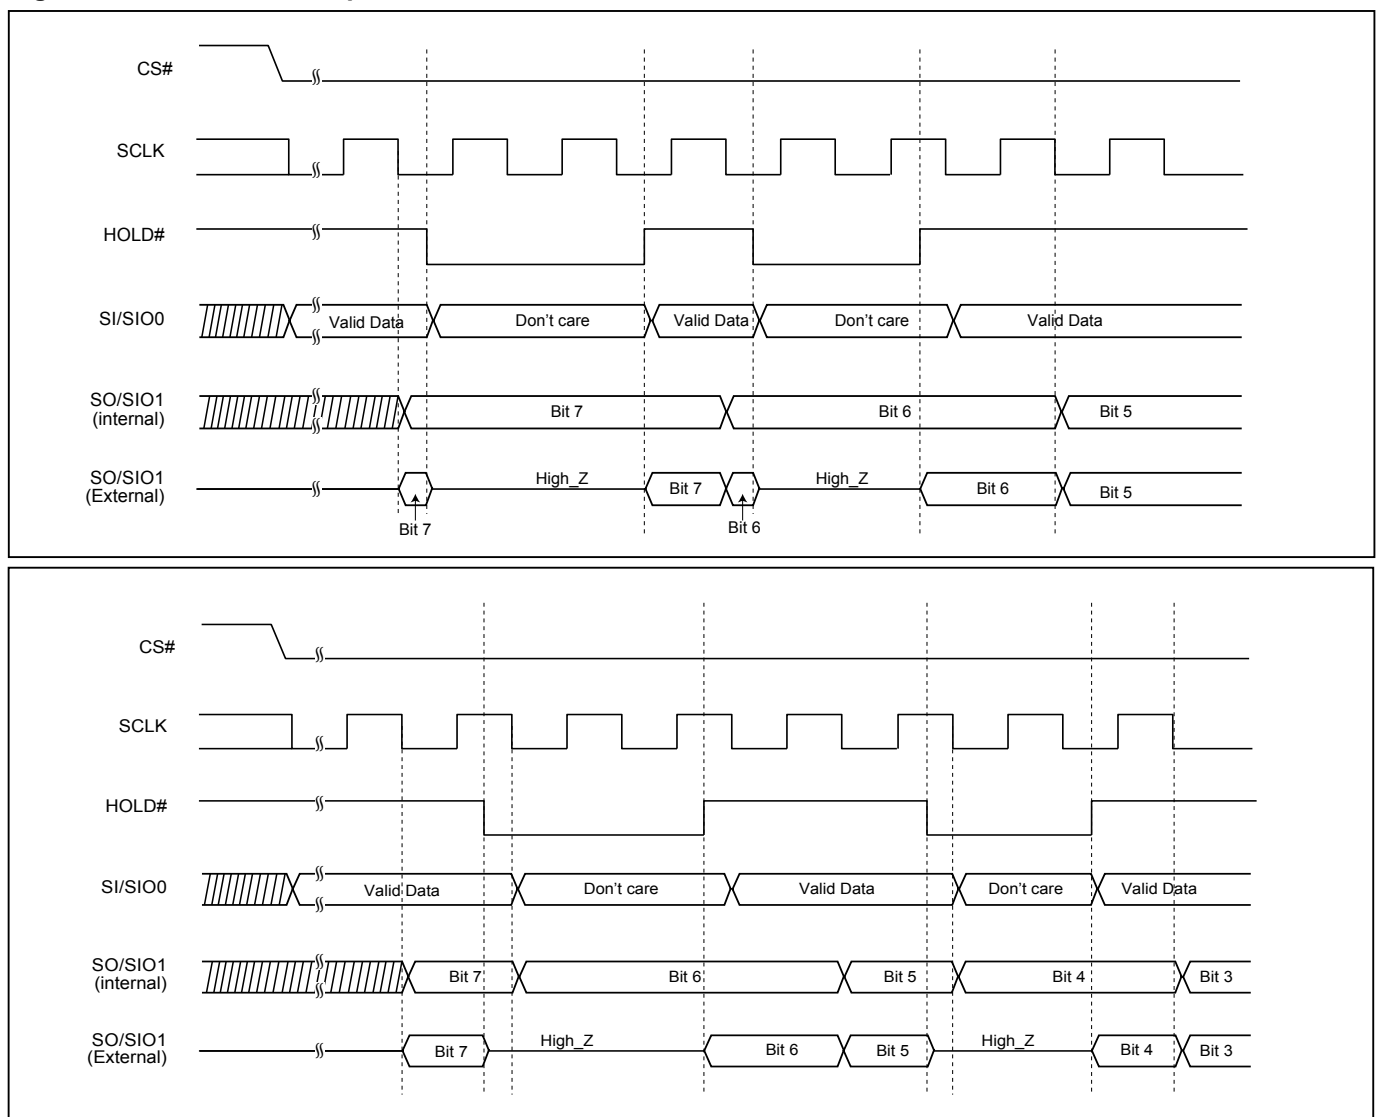 CS#
SCLK
HOLD#
SI/SIO0
Valid Data
Don't care
Valid Data
Don't care
Valid Data
SO/SIO1
(internal)
Bit 7
Bit 6
Bit 5
SO/SIO1
(External)
High_Z
Bit 7
High_Z
Bit 6
Bit 5
Bit 7
Bit 6
CS#
SCLK
HOLD#
SI/SIO0
Valid Data
Don't care
Valid Data
Don't care
Valid Data
SO/SIO1
(internal)
Bit 7
Bit 6
Bit 5
Bit 4
Bit 3
SO/SIO1
(External)
Bit 7
High_Z
Bit 6
Bit 5
High_Z
Bit 4
Bit 3